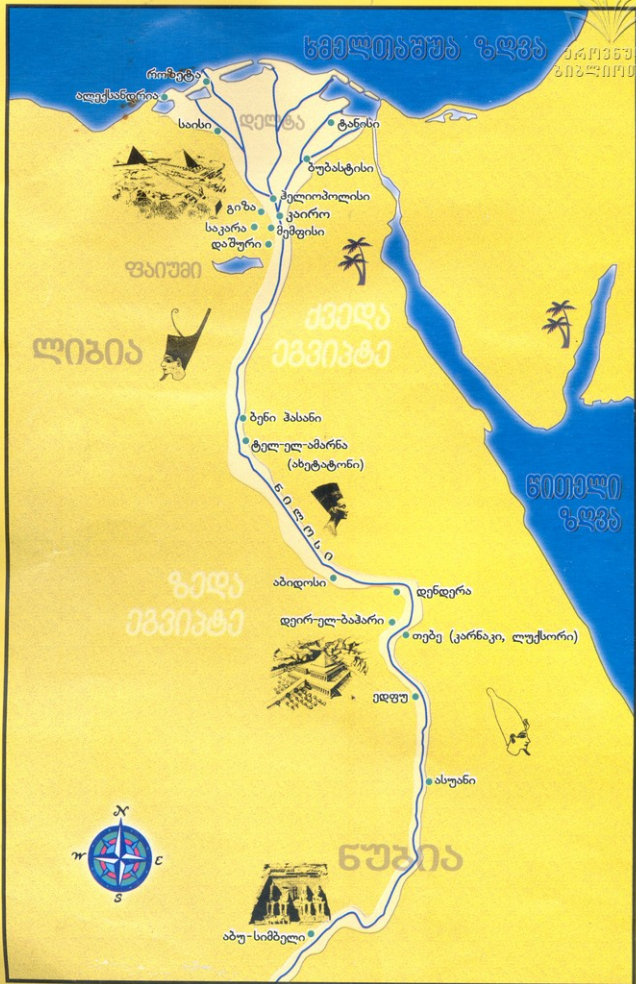 ხმელთაშუა ზღვა
ეროვნულ
ბიბლიოთ
როზეტა
ალექსანდრია
საისი
დელტა
ტანისი
ბუბასტისი
ჰელიოპოლისი
გიზა
კაირო
საკარა
მემფისი
დაშური
ფაიუმი
ქვედა
ეგვიპტე
ლიბია
ბენი ჰასანი
ტელ-ელ-ამარნა
(ახეტატონი)
წითელი
ზღვა
ნილოსი
ზედა
ეგვიპტე
აბიდოსი
დენდერა
დეირ-ელ-ბაჰარი
თებე (კარნაკი, ლუქსორი)
ედფუ
ასუანი
N
W
E
S
ნუბია
აბუ-სიმბელი